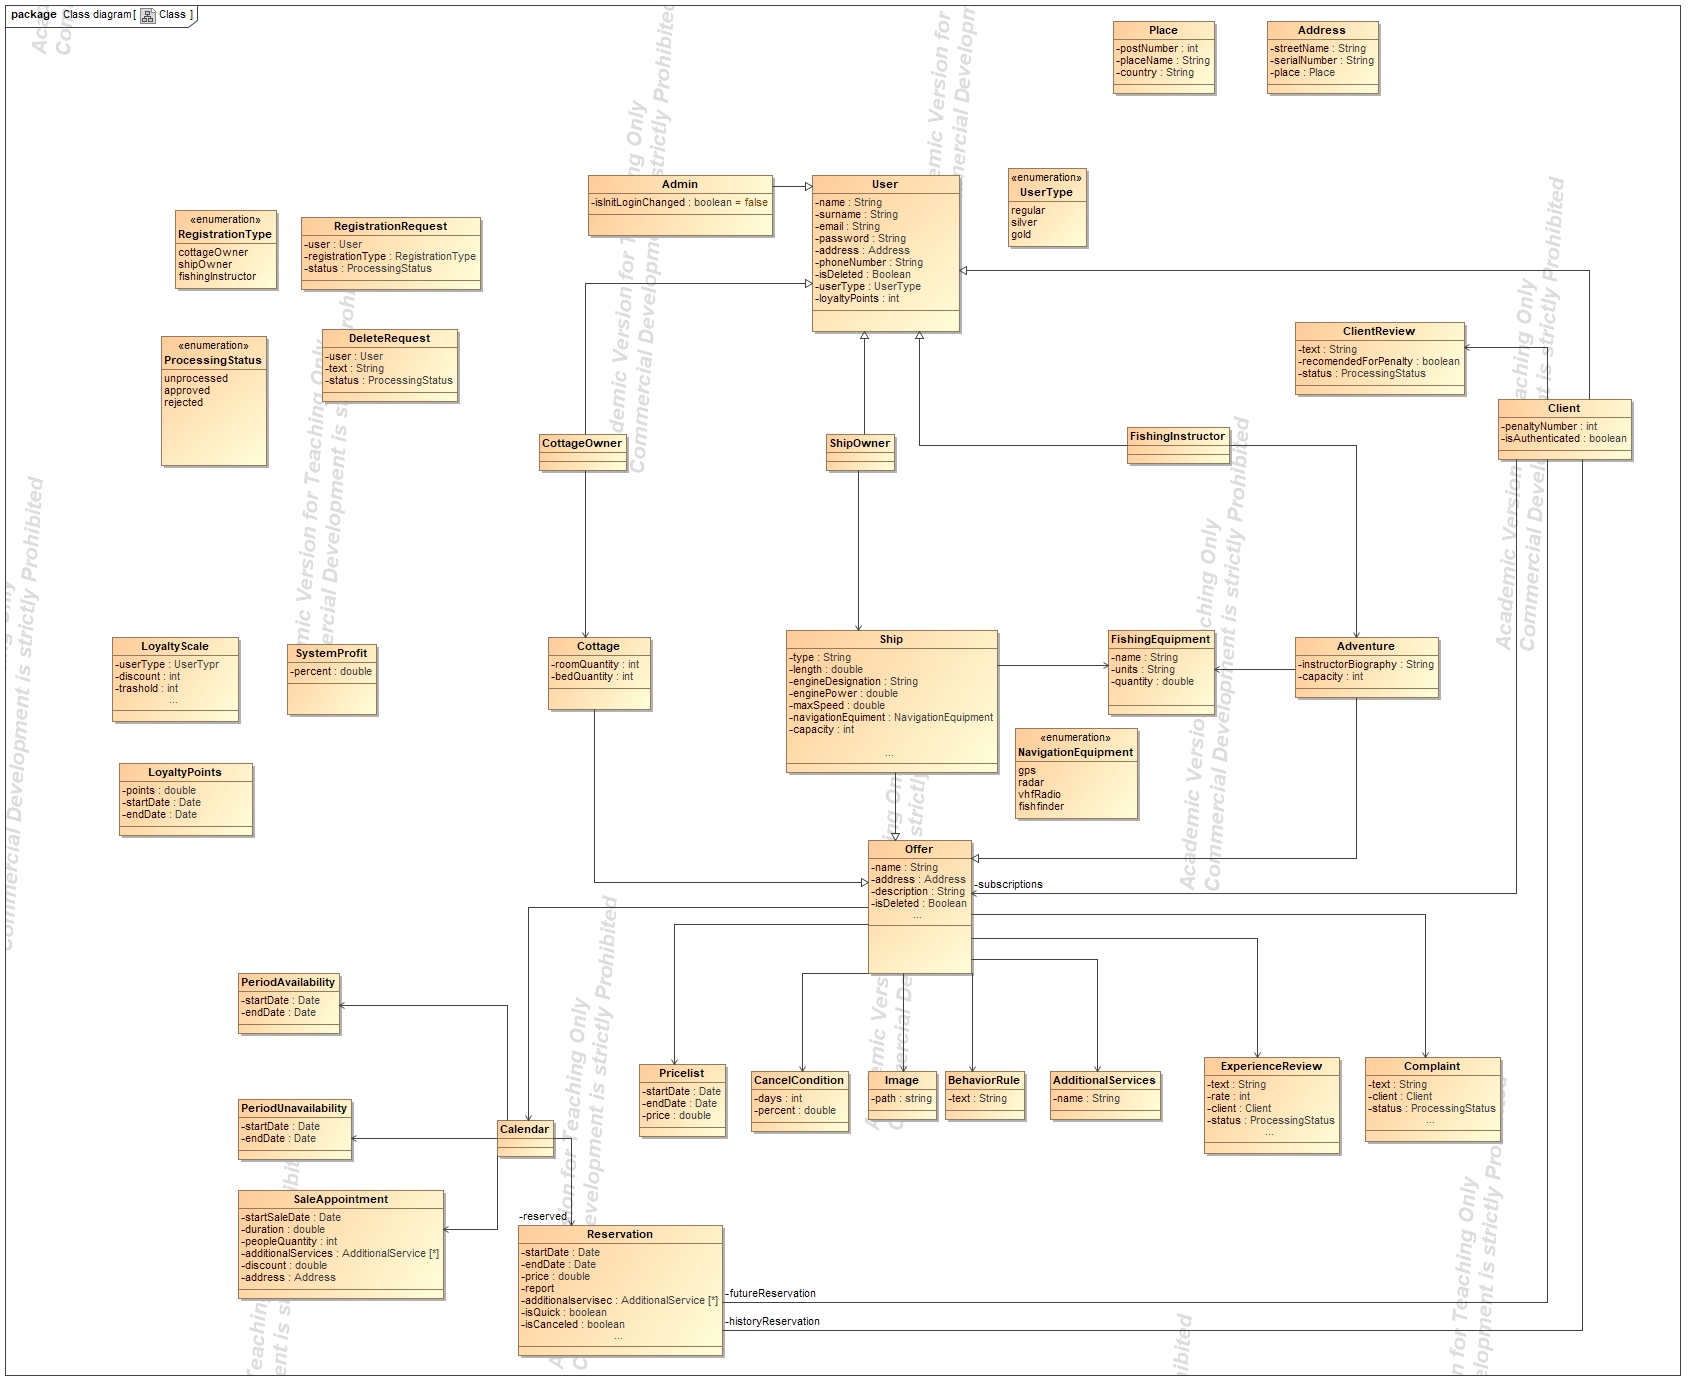 package Class diagram[ Class ]
Place
-postNumber : int
-placeName : String
-country : String
Address
-streetName : String
-serialNumber : String
-place : Place
Admin
-isInitLoginChanged : boolean = false
User
-name : String
-surname : String
-email : String
-password : String
-address : Address
-phoneNumber : String
-isDeleted : Boolean
-userType : UserType
-loyaltyPoints : int
«enumeration»
UserType
regular
silver
gold
«enumeration»
RegistrationType
cottageOwner
shipOwner
fishingInstructor
RegistrationRequest
-user : User
-registrationType : RegistrationType
-status : ProcessingStatus
«enumeration»
ProcessingStatus
unprocessed
approved
rejected
DeleteRequest
-user : User
-text : String
-status : ProcessingStatus
ClientReview
-text : String
-recomendedForPenalty : boolean
-status : ProcessingStatus
Client
-penaltyNumber : int
-isAuthenticated : boolean
CottageOwner
ShipOwner
FishingInstructor
LoyaltyScale
-userType : UserTypr
-discount : int
-trashold : int
...
SystemProfit
-percent : double
Cottage
-roomQuantity : int
-bedQuantity : int
Ship
-type : String
-length : double
-engineDesignation : String
-enginePower : double
-maxSpeed : double
-navigationEquiment : NavigationEquipment
-capacity : int
...
FishingEquipment
-name : String
-units : String
-quantity : double
Adventure
-instructorBiography : String
-capacity : int
«enumeration»
NavigationEquipment
gps
radar
vhfRadio
fishfinder
LoyaltyPoints
-points : double
-startDate : Date
-endDate : Date
Offer
-name : String
-address : Address
-description : String
-isDeleted : Boolean
...
-subscriptions
PeriodAvailability
-startDate : Date
-endDate : Date
PeriodUnavailability
-startDate : Date
-endDate : Date
Calendar
Pricelist
-startDate : Date
-endDate : Date
-price : double
CancelCondition
-days : int
-percent : double
Image
-path : string
BehaviorRule
-text : String
AdditionalServices
-name : String
ExperienceReview
-text : String
-rate : int
-client : Client
-status : ProcessingStatus
...
Complaint
-text : String
-client : Client
-status : ProcessingStatus
...
SaleAppointment
-startSaleDate : Date
-duration : double
-peopleQuantity : int
-additionalServices : AdditionalService [*]
-discount : double
-address : Address
-reserved
Reservation
-startDate : Date
-endDate : Date
-price : double
-report
-additionalservisec : AdditionalService [*]
-isQuick : boolean
-isCanceled : boolean
...
-futureReservation
-historyReservation
Academic Version for Teaching Only
Commercial Development is strictly Prohibited